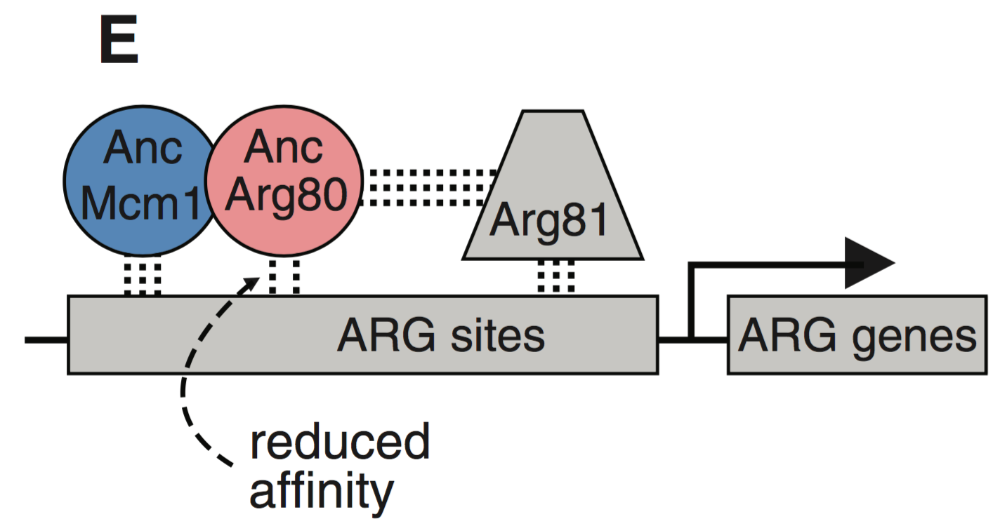 E
Anc
Mcm1
Anc
Arg80
Arg81
ARG sites
ARG genes
reduced
affinity